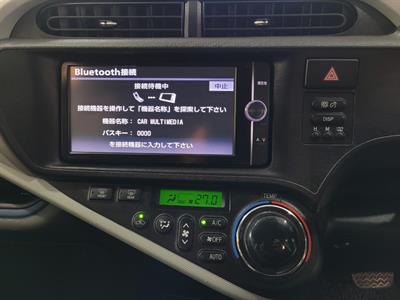 Bluetooth接続
接続待機中
中止
接続機器を操作して「機器名称」を探索して下さい
機器名称: CAR MULTIMEDIA
パスキー: 0000
を接続機器に入力して下さい
AV
DISP
H M
27.0
TEMP
A/C
OFF
AUTO